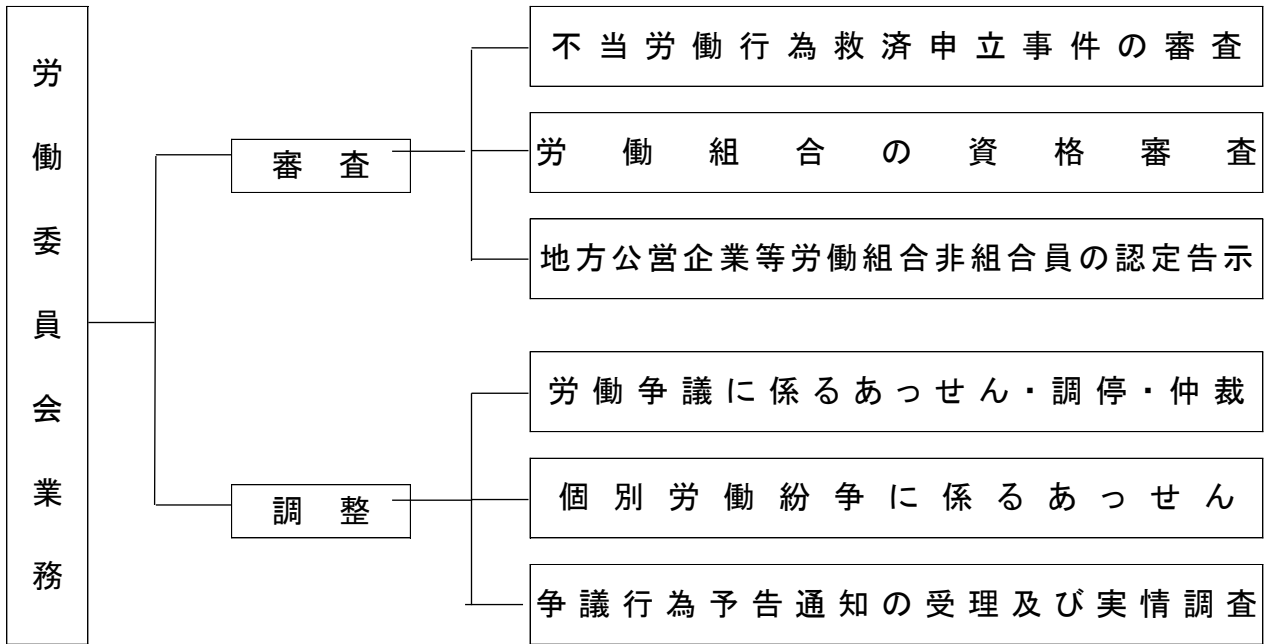 労働委員会業務
審査
不当労働行為救済申立事件の審査
労働組合の資格審査
地方公営企業等労働組合非組合員の認定告示
調整
労働争議に係るあっせん・調停・仲裁
個別労働紛争に係るあっせん
争議行為予告通知の受理及び実情調査